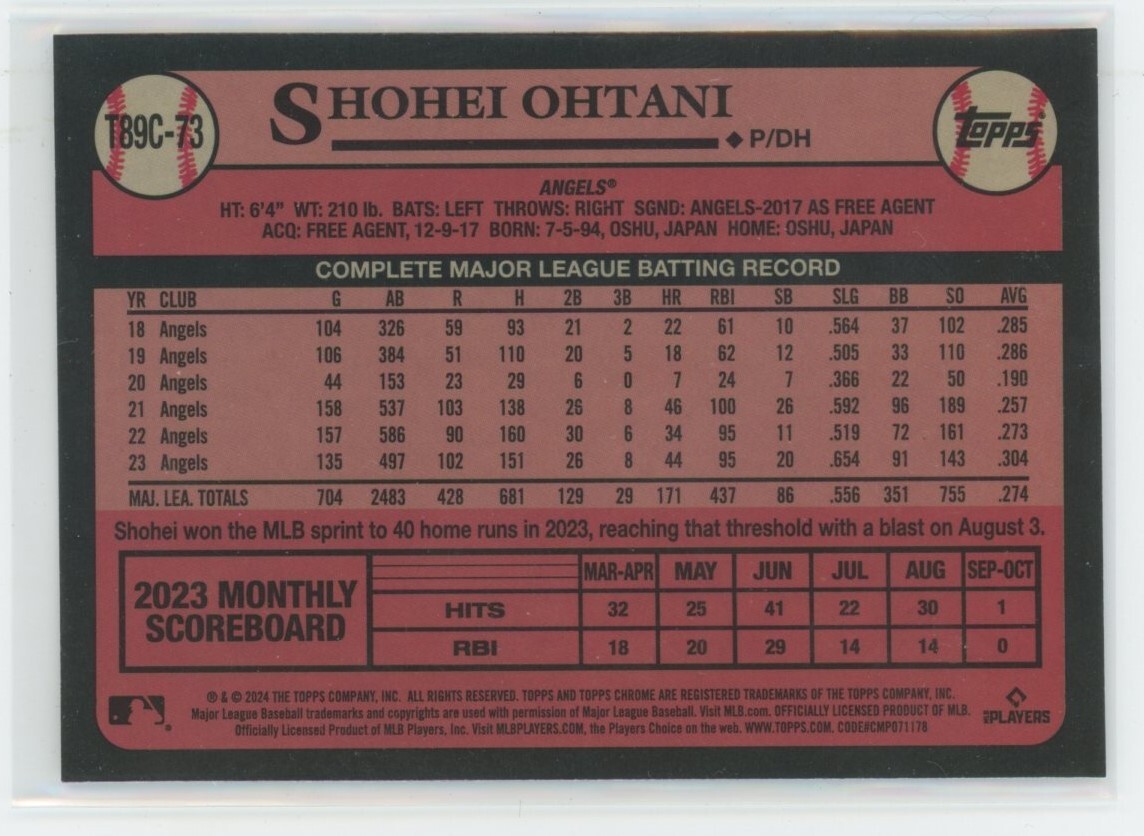 T89C-73
SHOHEI OHTANI
◆ P/DH
topps
ANGELS®
HT: 6'4" WT: 210 lb. BATS: LEFT THROWS: RIGHT SGND: ANGELS-2017 AS FREE AGENT
ACQ: FREE AGENT, 12-9-17 BORN: 7-5-94, OSHU, JAPAN HOME: OSHU, JAPAN
COMPLETE MAJOR LEAGUE BATTING RECORD
YR CLUB G AB R H 2B 3B HR RBI SB SLG BB SO AVG
18 Angels 104 326 59 93 21 2 22 61 10 .564 37 102 .285
19 Angels 106 384 51 110 20 5 18 62 12 .505 33 110 .286
20 Angels 44 153 23 29 6 0 7 24 7 .366 22 50 .190
21 Angels 158 537 103 138 26 8 46 100 26 .592 96 189 .257
22 Angels 157 586 90 160 30 6 34 95 11 .519 72 161 .273
23 Angels 135 497 102 151 26 8 44 95 20 .654 91 143 .304
MAJ. LEA. TOTALS 704 2483 428 681 129 29 171 437 86 .556 351 755 .274
Shohei won the MLB sprint to 40 home runs in 2023, reaching that threshold with a blast on August 3.
2023 MONTHLY
SCOREBOARD
MAR-APR MAY JUN JUL AUG SEP-OCT
HITS 32 25 41 22 30 1
RBI 18 20 29 14 14 0
® & © 2024 THE TOPPS COMPANY, INC. ALL RIGHTS RESERVED. TOPPS AND TOPPS CHROME ARE REGISTERED TRADEMARKS OF THE TOPPS COMPANY, INC.
Major League Baseball trademarks and copyrights are used with permission of Major League Baseball. Visit MLB.com. OFFICIALLY LICENSED PRODUCT OF MLB.
Officially Licensed Product of MLB Players, Inc. Visit MLBPLAYERS.COM, the Players Choice on the web. WWW.TOPPS.COM. CODE#CMP071178
MLB PLAYERS